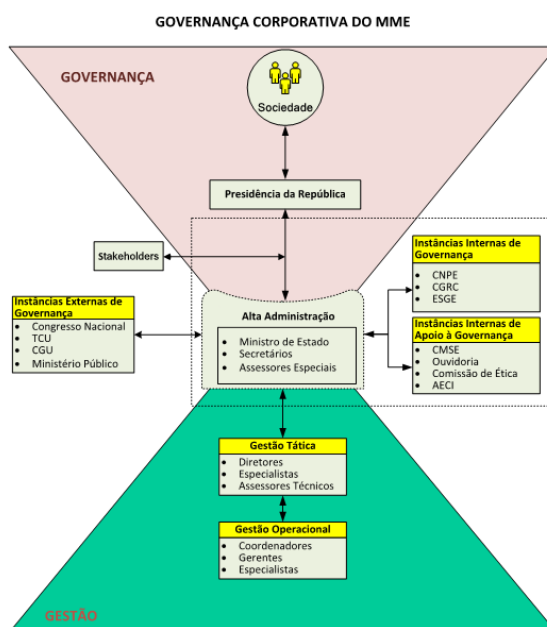 GOVERNANÇA CORPORATIVA DO MME
GOVERNANÇA
Sociedade
Presidência da República
Stakeholders
Instâncias Internas de
Governança
• CNPE
• CGRC
• ESGE
Instâncias Externas de
Governança
• Congresso Nacional
• TCU
• CGU
• Ministério Público
Alta Administração
• Ministro de Estado
• Secretários
• Assessores Especiais
Instâncias Internas de
Apoio à Governança
• CMSE
• Ouvidoria
• Comissão de Ética
• AECI
Gestão Tática
• Diretores
• Especialistas
• Assessores Técnicos
Gestão Operacional
• Coordenadores
• Gerentes
• Especialistas
GESTÃO